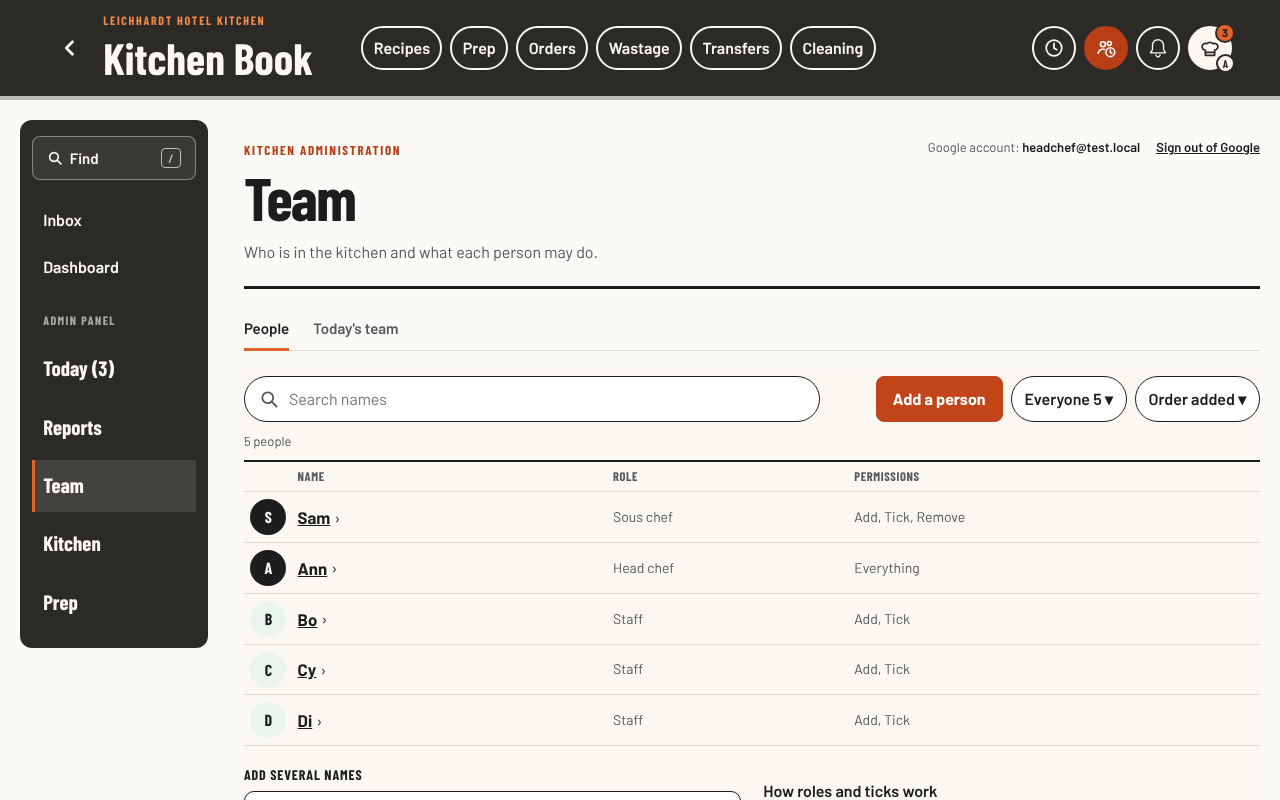 LEICHHARDT HOTEL KITCHEN
Kitchen Book
Recipes
Prep
Orders
Wastage
Transfers
Cleaning
3
A
Find
/
Inbox
Dashboard
ADMIN PANEL
Today (3)
Reports
Team
Kitchen
Prep
KITCHEN ADMINISTRATION
Google account: headchef@test.local Sign out of Google
Team
Who is in the kitchen and what each person may do.
People
Today's team
Search names
Add a person
Everyone 5 ▾
Order added ▾
5 people
NAME ROLE PERMISSIONS
S Sam › Sous chef Add, Tick, Remove
A Ann › Head chef Everything
B Bo › Staff Add, Tick
C Cy › Staff Add, Tick
D Di › Staff Add, Tick
ADD SEVERAL NAMES
How roles and ticks work